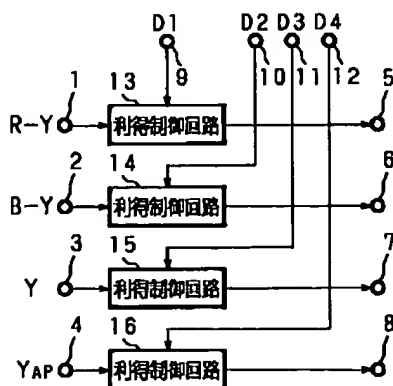 D1 D2 D3 D4
9 10 11 12
1 13 5
R-Y 利得制御回路
2 14 6
B-Y 利得制御回路
3 15 7
Y 利得制御回路
4 16 8
YAP 利得制御回路